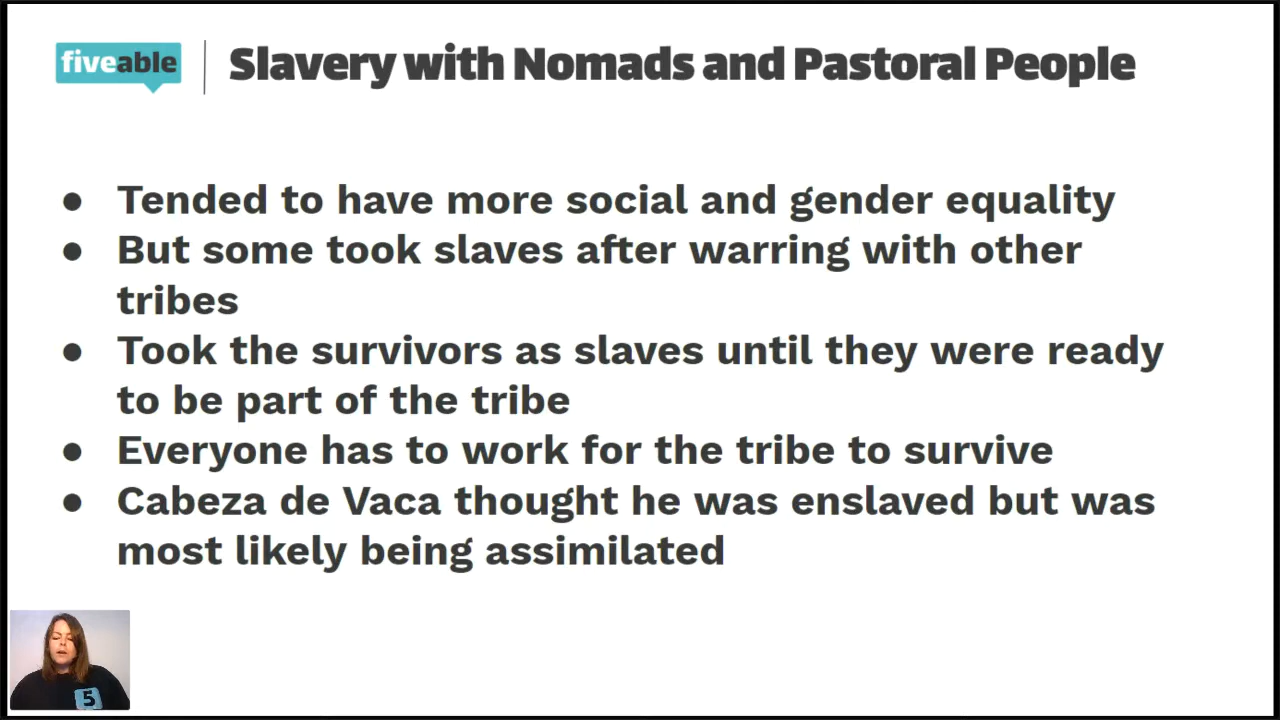 fiveable
Slavery with Nomads and Pastoral People
● Tended to have more social and gender equality
● But some took slaves after warring with other
tribes
● Took the survivors as slaves until they were ready
to be part of the tribe
● Everyone has to work for the tribe to survive
● Cabeza de Vaca thought he was enslaved but was
most likely being assimilated
5